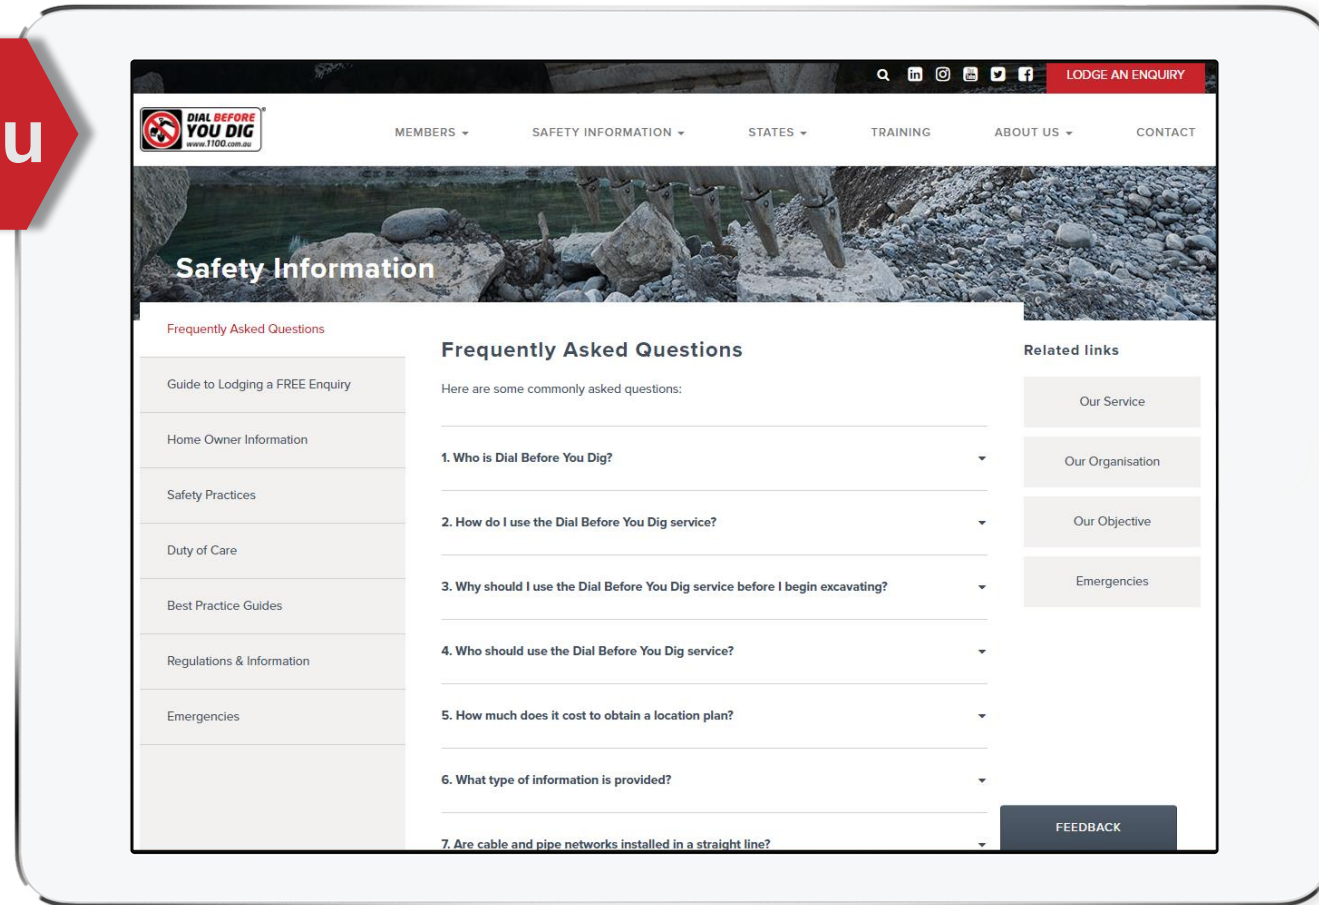 u
LODGE AN ENQUIRY
DIAL BEFORE
YOU DIG
www.1100.com.au
MEMBERS
SAFETY INFORMATION
STATES
TRAINING
ABOUT US
CONTACT
Safety Information
Frequently Asked Questions
Guide to Lodging a FREE Enquiry
Home Owner Information
Safety Practices
Duty of Care
Best Practice Guides
Regulations & Information
Emergencies
Frequently Asked Questions
Here are some commonly asked questions:
1. Who is Dial Before You Dig?
2. How do I use the Dial Before You Dig service?
3. Why should I use the Dial Before You Dig service before I begin excavating?
4. Who should use the Dial Before You Dig service?
5. How much does it cost to obtain a location plan?
6. What type of information is provided?
7. Are cable and pipe networks installed in a straight line?
Related links
Our Service
Our Organisation
Our Objective
Emergencies
FEEDBACK